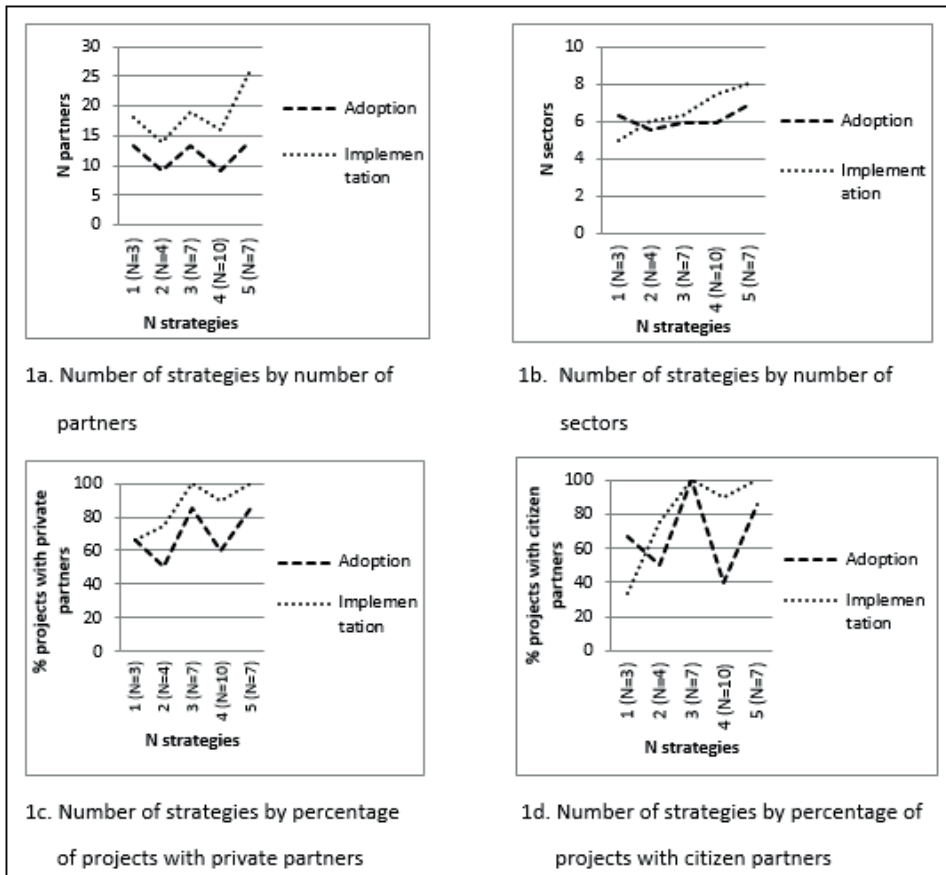 30
25
20
15
10
5
0
N partners
1 (N=3)
2 (N=4)
3 (N=7)
4 (N=10)
5 (N=7)
N strategies
Adoption
Implemen
tation
1a. Number of strategies by number of
partners
10
8
6
4
2
0
N sectors
1 (N=3)
2 (N=4)
3 (N=7)
4 (N=10)
5 (N=7)
N strategies
Adoption
Implement
ation
1b. Number of strategies by number of
sectors
100
80
60
40
20
0
% projects with private
partners
1 (N=3)
2 (N=4)
3 (N=7)
4 (N=10)
5 (N=7)
N strategies
Adoption
Implemen
tation
1c. Number of strategies by percentage
of projects with private partners
100
80
60
40
20
0
% projects with citizen
partners
1 (N=3)
2 (N=4)
3 (N=7)
4 (N=10)
5 (N=7)
N strategies
Adoption
Implemen
tation
1d. Number of strategies by percentage of
projects with citizen partners